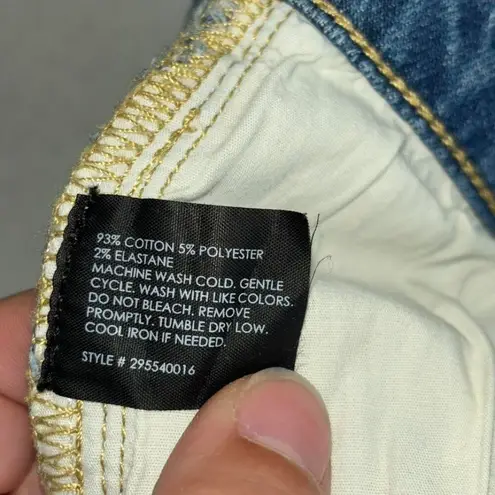 93% COTTON 5% POLYESTER
2% ELASTANE
MACHINE WASH COLD. GENTLE
CYCLE. WASH WITH LIKE COLORS.
DO NOT BLEACH. REMOVE
PROMPTLY. TUMBLE DRY LOW.
COOL IRON IF NEEDED.
STYLE # 295540016